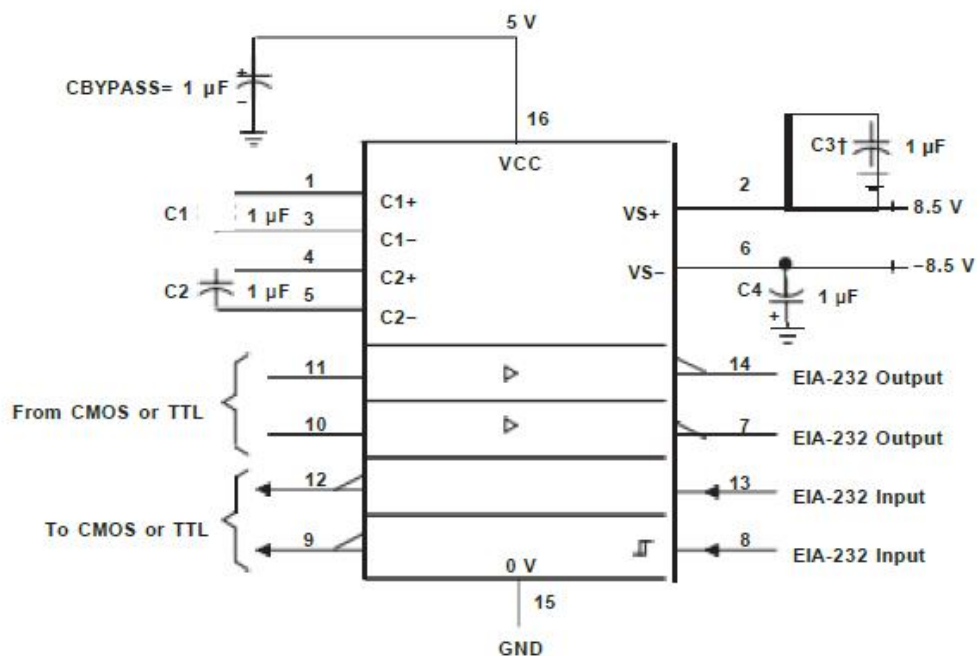 5 V
CBYPASS= 1 µF
+
−
16
VCC
C3†
1 µF
1
C1+
C1
1 µF
3
C1−
2
VS+
8.5 V
4
C2+
6
VS−
−8.5 V
C2
1 µF
5
C2−
C4
1 µF
+
11
14
EIA-232 Output
From CMOS or TTL
10
7
EIA-232 Output
12
13
EIA-232 Input
To CMOS or TTL
9
8
EIA-232 Input
0 V
15
GND